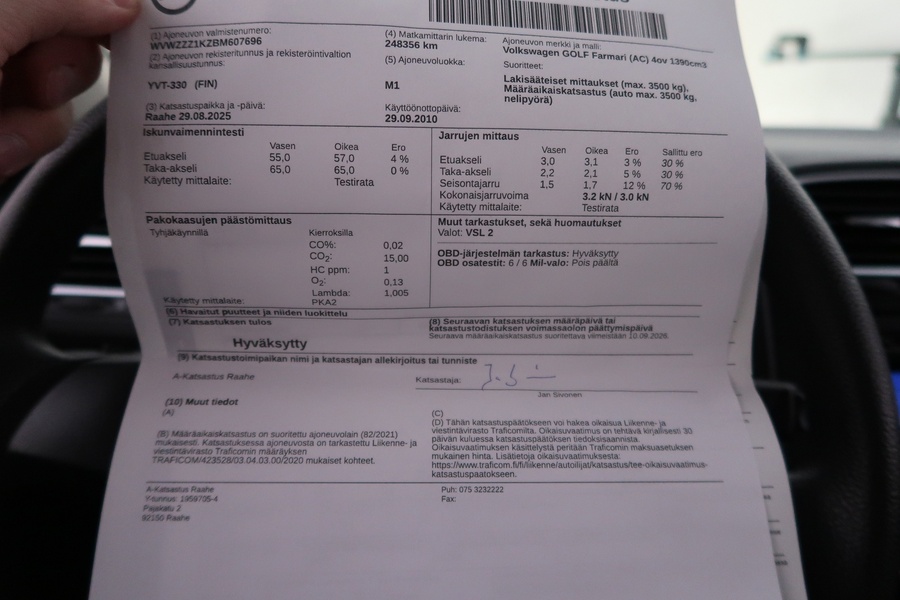 (1) Ajoneuvon valmistenumero:
WVWZZZ1KZBM607696
(4) Matkamittarin lukema:
248356 km
Ajoneuvon merkki ja malli:
Volkswagen GOLF Farmari (AC) 4ov 1390cm3
(2) Ajoneuvon rekisteritunnus ja rekisteröintivaltion
kansallisuustunnus:
YVT-330 (FIN)
(5) Ajoneuvoluokka:
M1
Suoritteet:
Lakisääteiset mittaukset (max. 3500 kg),
Määräaikaiskatsastus (auto max. 3500 kg,
nelipyörä)
(3) Katsastuspaikka ja -päivä:
Raahe 29.08.2025
Käyttöönottopäivä:
29.09.2010
Iskunvaimennintesti
Vasen Oikea Ero
Etuakseli 55,0 57,0 4 %
Taka-akseli 65,0 65,0 0 %
Käytetty mittalaite: Testirata
Jarrujen mittaus
Vasen Oikea Ero Sallittu ero
Etuakseli 3,0 3,1 3 % 30 %
Taka-akseli 2,2 2,1 5 % 30 %
Seisontajarru 1,5 1,7 12 % 70 %
Kokonaisjarruvoima 3.2 kN / 3.0 kN
Käytetty mittalaite: Testirata
Pakokaasujen päästömittaus
Tyhjäkäynnillä Kierroksilla
CO%: 0,02
CO2: 15,00
HC ppm: 1
O2: 0,13
Lambda: 1,005
Käytetty mittalaite: PKA2
Muut tarkastukset, sekä huomautukset
Valot: VSL 2
OBD-järjestelmän tarkastus: Hyväksytty
OBD osatestit: 6 / 6 Mil-valo: Pois päältä
(6) Havaitut puutteet ja niiden luokittelu
(7) Katsastuksen tulos
Hyväksytty
(8) Seuraavan katsastuksen määräpäivä tai
katsastustodistuksen voimassaolon päättymispäivä
Seuraava määräaikaiskatsastus suoritettava viimeistään 10.09.2026.
(9) Katsastustoimipaikan nimi ja katsastajan allekirjoitus tai tunniste
A-Katsastus Raahe
Katsastaja:
Jan Sivonen
(10) Muut tiedot
(A)
(B) Määräaikaiskatsastus on suoritettu ajoneuvolain (82/2021)
mukaisesti. Katsastuksessa ajoneuvosta on tarkastettu Liikenne- ja
viestintävirasto Traficomin määräyksen
TRAFICOM/423528/03.04.03.00/2020 mukaiset kohteet.
(C)
(D) Tähän katsastuspäätökseen voi hakea oikaisua Liikenne- ja
viestintävirasto Traficomilta. Oikaisuvaatimus on tehtävä kirjallisesti 30
päivän kuluessa katsastuspäätöksen tiedoksisaannista.
Oikaisuvaatimuksen käsittelystä peritään Traficomin maksuasetuksen
mukainen hinta. Lisätietoja oikaisuvaatimuksesta:
https://www.traficom.fi/fi/liikenne/autoilijat/katsastus/tee-oikaisuvaatimus-
katsastuspaatokseen.
A-Katsastus Raahe
Y-tunnus: 1959705-4
Pajakatu 2
92150 Raahe
Puh: 075 3232222
Fax: